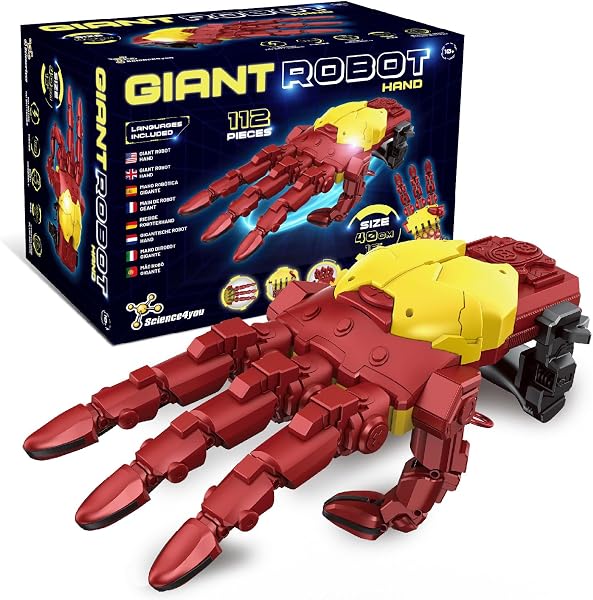 GIANT ROBOT
HAND
112
PIECES
LANGUAGES
INCLUDED
GIANT ROBOT
HAND
GIANT ROBOT
HAND
MANO ROBÓTICA
GIGANTE
MAIN DE ROBOT
GÉANT
RIESIGE
ROBOTERHAND
GIGANTISCHE ROBOT
HAND
MANO DI ROBOT
GIGANTE
MÃO ROBÔ
GIGANTE
SIZE
40CM
Science4you
GIANT ROBOT
HAND
SIZE